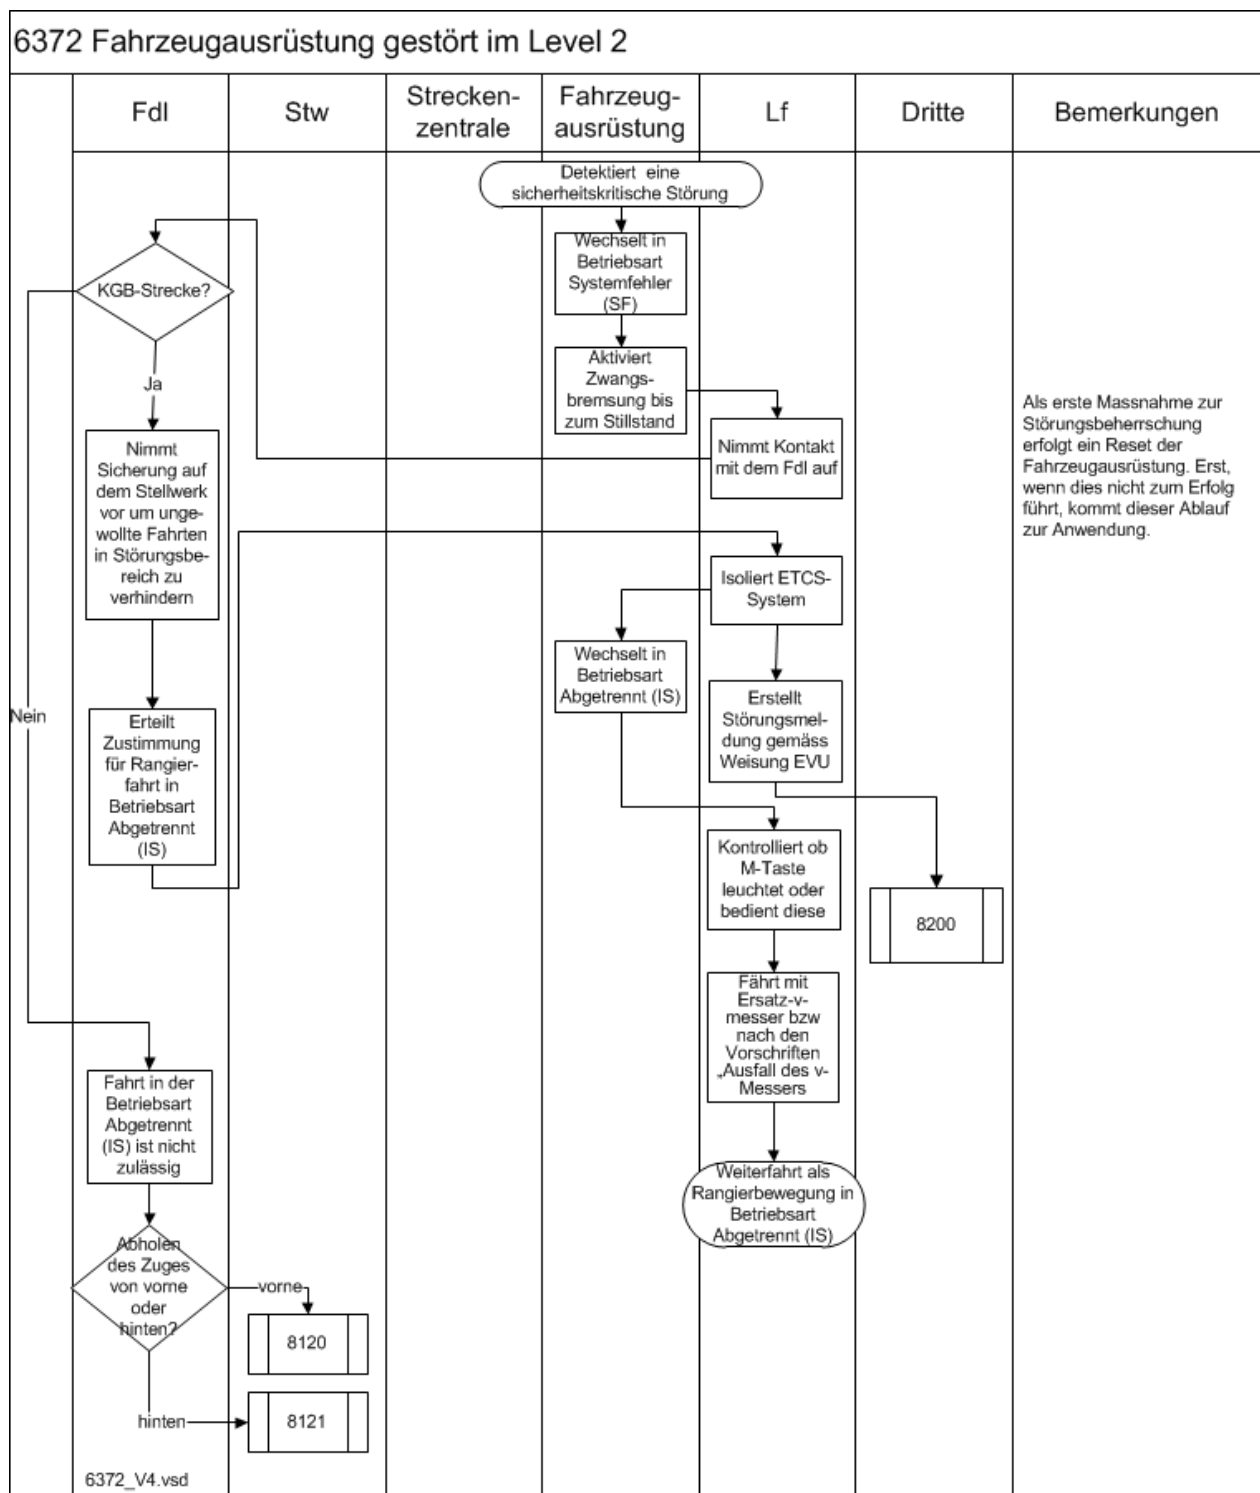 6372 Fahrzeugausrüstung gestört im Level 2
Fdl
Stw
Strecken-
zentrale
Fahrzeug-
ausrüstung
Lf
Dritte
Bemerkungen
Detektiert eine
sicherheitskritische Störung
Wechselt in
Betriebsart
Systemfehler
(SF)
KGB-Strecke?
Aktiviert
Zwangs-
bremsung bis
zum Stillstand
Ja
Nimmt Kontakt
mit dem Fdl auf
Als erste Massnahme zur
Störungsbeherrschung
erfolgt ein Reset der
Fahrzeugausrüstung. Erst,
wenn dies nicht zum Erfolg
führt, kommt dieser Ablauf
zur Anwendung.
Nimmt
Sicherung auf
dem Stellwerk
vor um unge-
wollte Fahrten
in Störungsbe-
reich zu
verhindern
Isoliert ETCS-
System
Wechselt in
Betriebsart
Abgetrennt (IS)
Erstellt
Störungsmel-
dung gemäss
Weisung EVU
Nein
Erteilt
Zustimmung
für Rangier-
fahrt in
Betriebsart
Abgetrennt
(IS)
Kontrolliert ob
M-Taste
leuchtet oder
bedient diese
8200
Fährt mit
Ersatz-v-
messer bzw
nach den
Vorschriften
„Ausfall des v-
Messers
Fahrt in der
Betriebsart
Abgetrennt
(IS) ist nicht
zulässig
Weiterfahrt als
Rangierbewegung in
Betriebsart
Abgetrennt (IS)
Abholen
des Zuges
von vorne
oder
hinten?
vorne
8120
hinten
8121
6372_V4.vsd